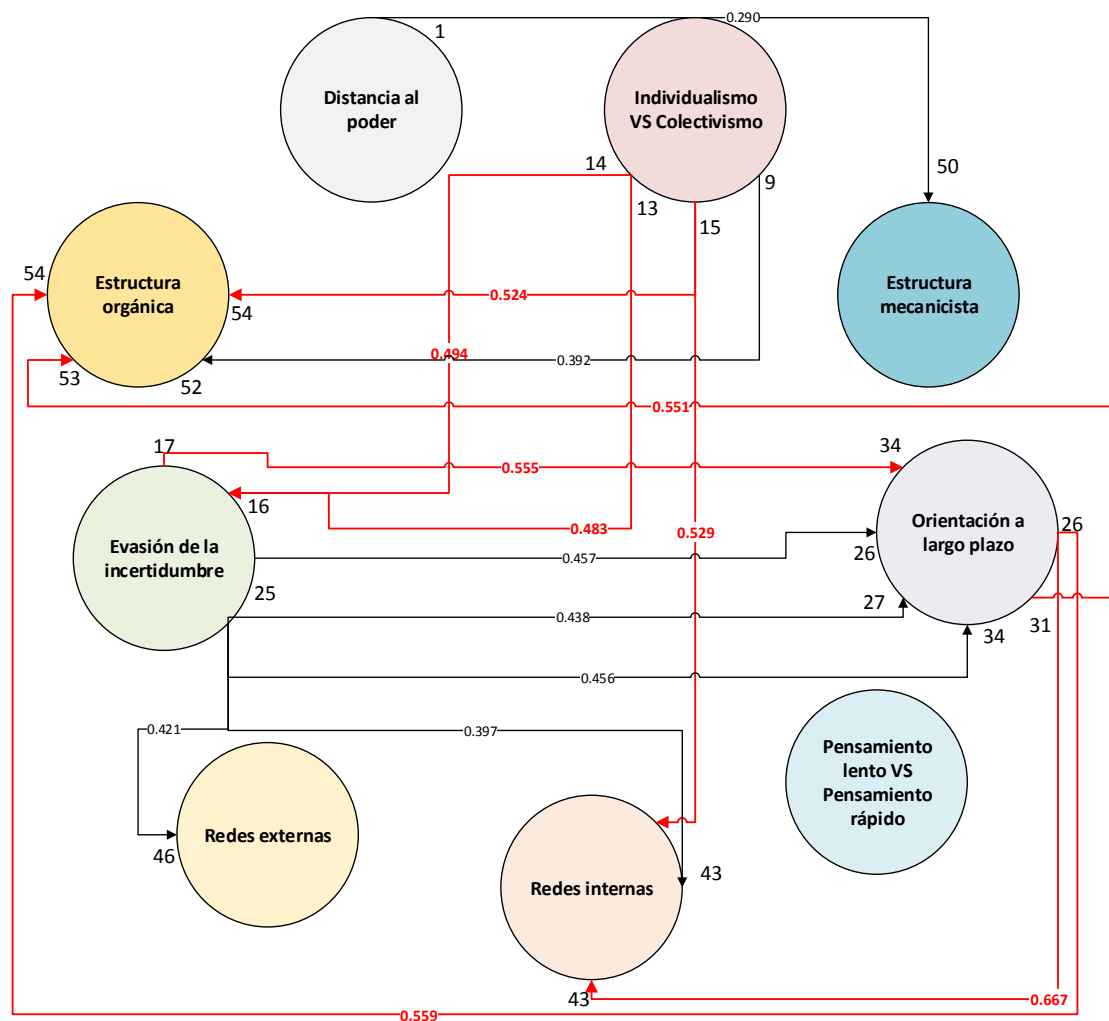 0.290
1
Distancia al
poder
Individualismo
VS Colectivismo
14
13
15
9
50
54
Estructura
orgánica
54
53
52
Estructura
mecanicista
0.524
0.494
0.392
0.551
17
0.555
34
16
0.483
Evasión de la
incertidumbre
25
0.457
0.529
26
Orientación a
largo plazo
26
27
34
31
0.438
0.456
0.421
0.397
Pensamiento
lento VS
Pensamiento
rápido
Redes externas
46
Redes internas
43
43
0.667
0.559